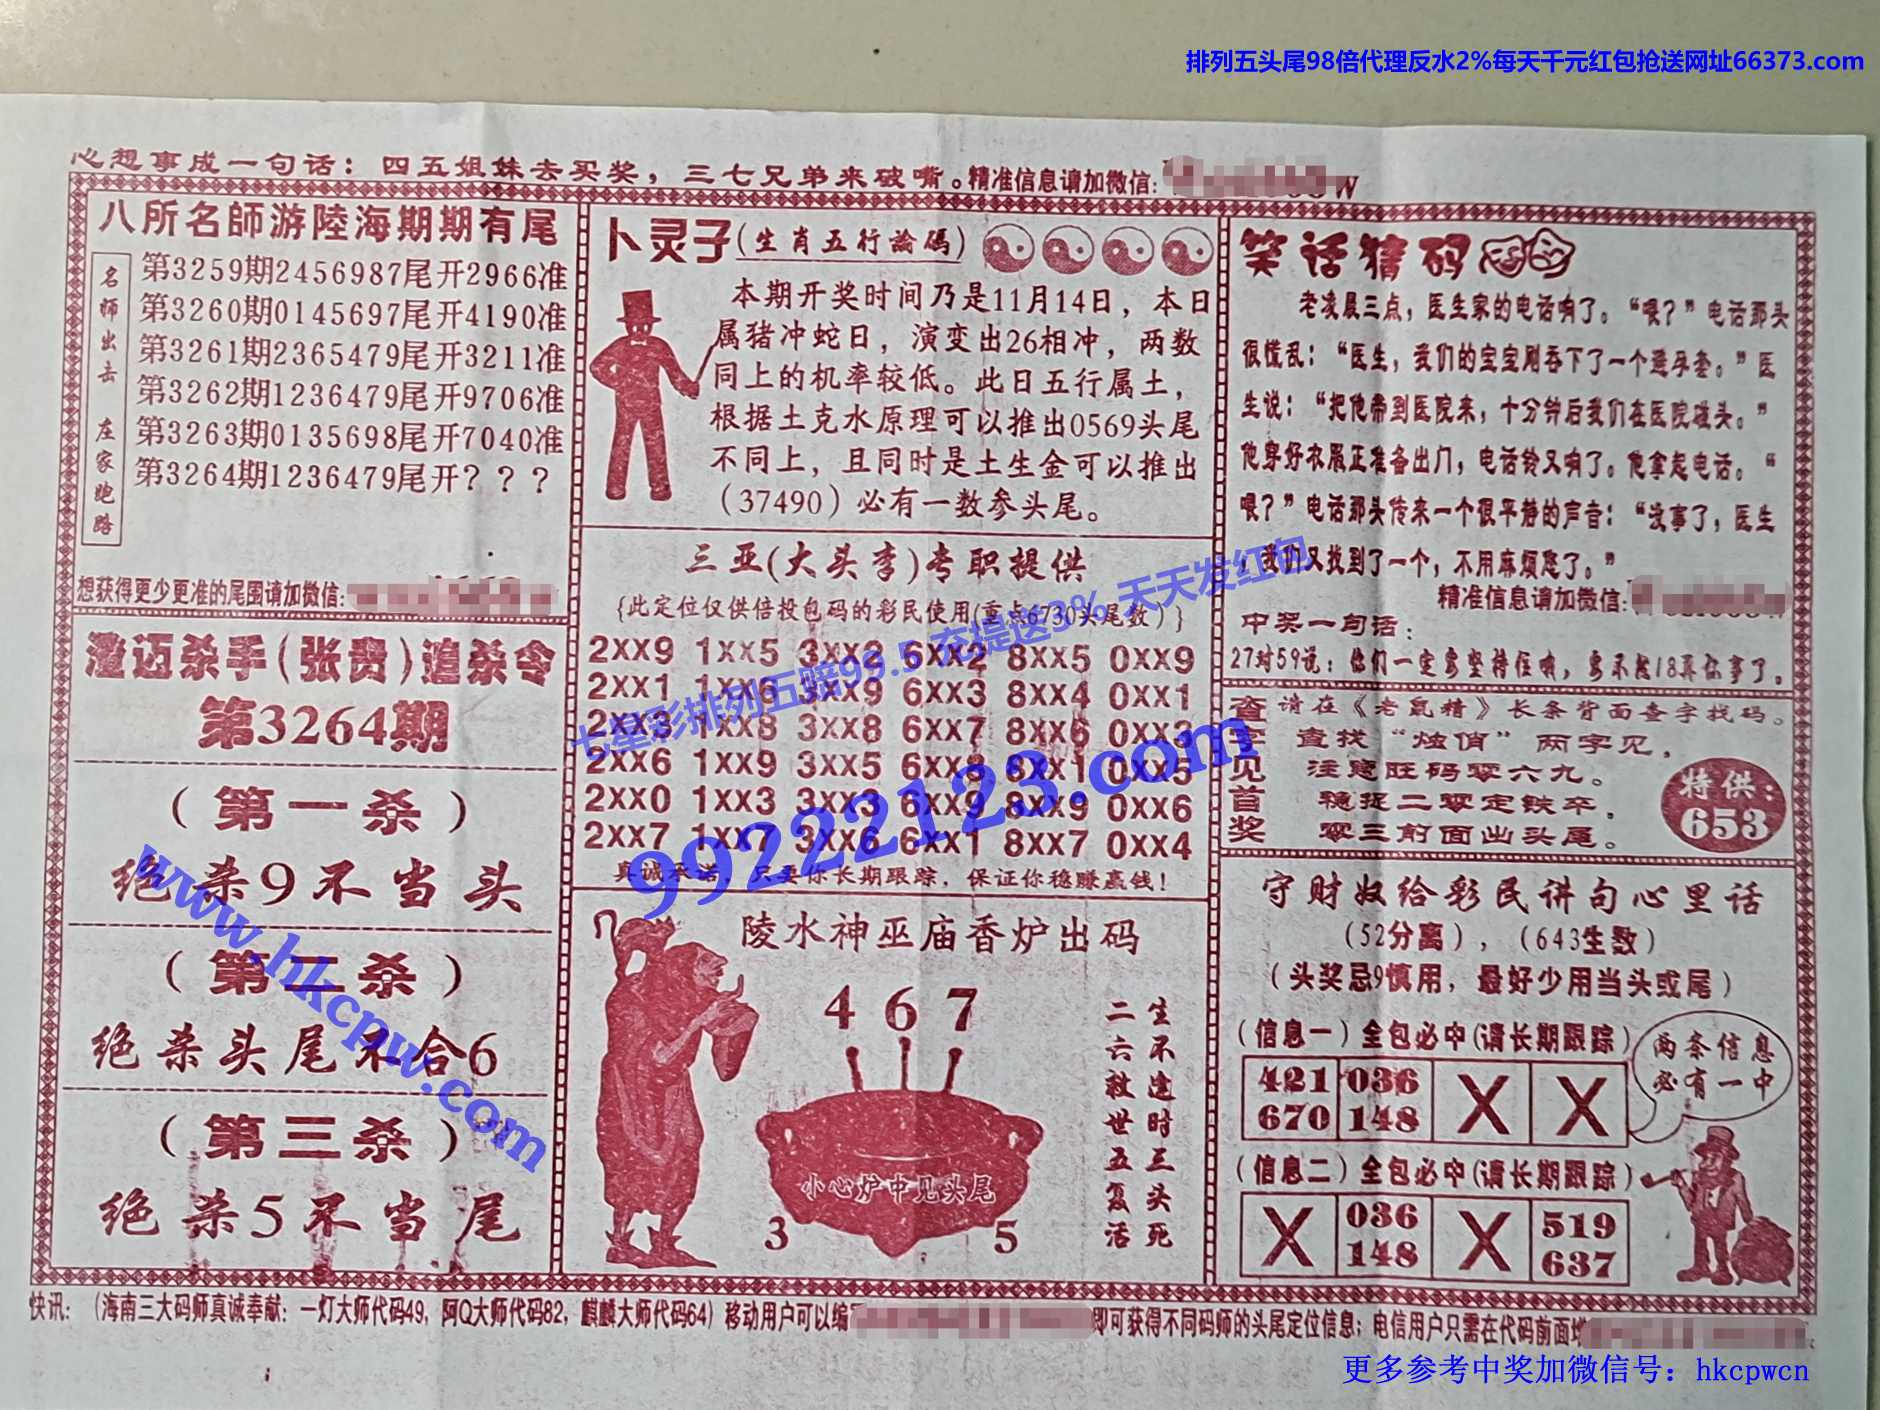 排列五头尾98倍代理反水2%每天千元红包抢送网址66373.com
心想事成一句话：四五姐妹去买奖，三七兄弟来破嘴。精准信息请加微信：
八所名師游陸海期期有尾
名师出击 庄家跑路
第3259期2456987尾开2966准
第3260期0145697尾开4190准
第3261期2365479尾开3211准
第3262期1236479尾开9706准
第3263期0135698尾开7040准
第3264期1236479尾开？？？
想获得更少更准的尾围请加微信：
澄迈杀手(张贵)追杀令
第3264期
(第一杀)
绝杀9不当头
(第二杀)
绝杀头尾不合6
(第三杀)
绝杀5不当尾
卜灵子(生肖五行論碼)
本期开奖时间乃是11月14日，本日
属猪冲蛇日，演变出26相冲，两数
同上的机率较低。此日五行属土，
根据土克水原理可以推出0569头尾
不同上，且同时是土生金可以推出
（37490）必有一数参头尾。
三亚(大头李)专职提供
{此定位仅供倍投包码的彩民使用(重点6730头尾数）}
2xx9 1xx5 3xx2 6xx2 8xx5 0xx9
2xx1 1xx6 3xx9 6xx3 8xx4 0xx1
2xx3 1xx8 3xx8 6xx7 8xx6 0xx3
2xx6 1xx9 3xx5 6xx8 8xx1 0xx5
2xx0 1xx3 3xx3 6xx9 8xx9 0xx6
2xx7 1xx7 3xx6 6xx1 8xx7 0xx4
真诚承诺，只要你长期跟踪，保证你稳赚赢钱！
陵水神巫庙香炉出码
4 6 7
小心炉中见头尾
3 5
生不逢时三头死
二六救世五复活
笑话猜码
老凌晨三点，医生家的电话响了。“喂？”电话那头
很慌乱：“医生，我们的宝宝刚吞下了一个避孕套。”医
生说：“把他带到医院来，十分钟后我们在医院碰头。”
他穿好衣服正准备出门，电话铃又响了。他拿起电话。“
喂？”电话那头传来一个很平静的声音：“没事了，医生
，我们又找到了一个，不用麻烦您了。”
精准信息请加微信：
中奖一句话：
27对59说：你们一定要坚持住哟，要不然18真你事了。
查字见首奖
请在《老鼠精》长条背面查字找码。
查找“烛俏”两字见，
注意旺码零六九。
稳捉二零定铁卒，
零三前面出头尾。
特供：
653
守财奴给彩民讲句心里话
（52分离），（643生数）
（头奖忌9慎用，最好少用当头或尾）
（信息一）全包必中(请长期跟踪）
421 036 X X
670 148
两条信息
必有一中
（信息二）全包必中(请长期跟踪）
X 036 X 519
148 637
快讯：（海南三大码师真诚奉献：一灯大师代码49，阿Q大师代码82，麒麟大师代码64）移动用户可以编
即可获得不同码师的头尾定位信息；电信用户只需在代码前面增
七星彩排列五赔99.5 充提送3% 天天发红包
99222123.com
www.hkcpw.com
更多参考中奖加微信号：hkcpwcn